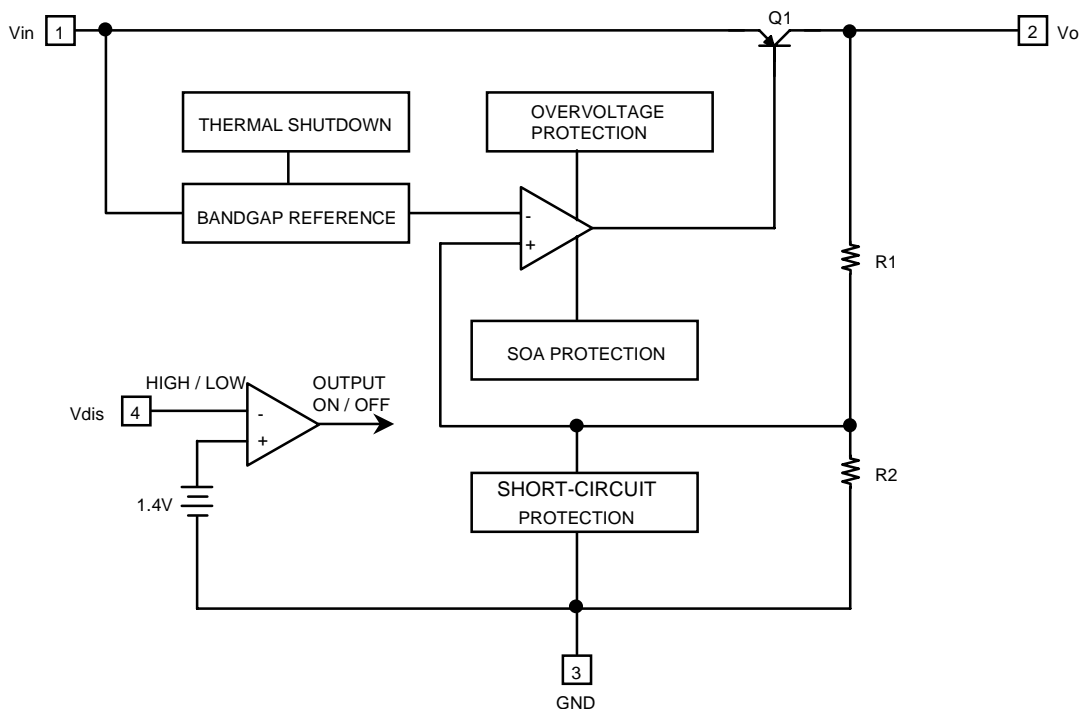 Q1
Vin 1
2 Vo
THERMAL SHUTDOWN
OVERVOLTAGE
PROTECTION
BANDGAP REFERENCE
-
+
R1
SOA PROTECTION
HIGH / LOW
OUTPUT
ON / OFF
Vdis 4
-
+
R2
1.4V
SHORT-CIRCUIT
PROTECTION
3
GND